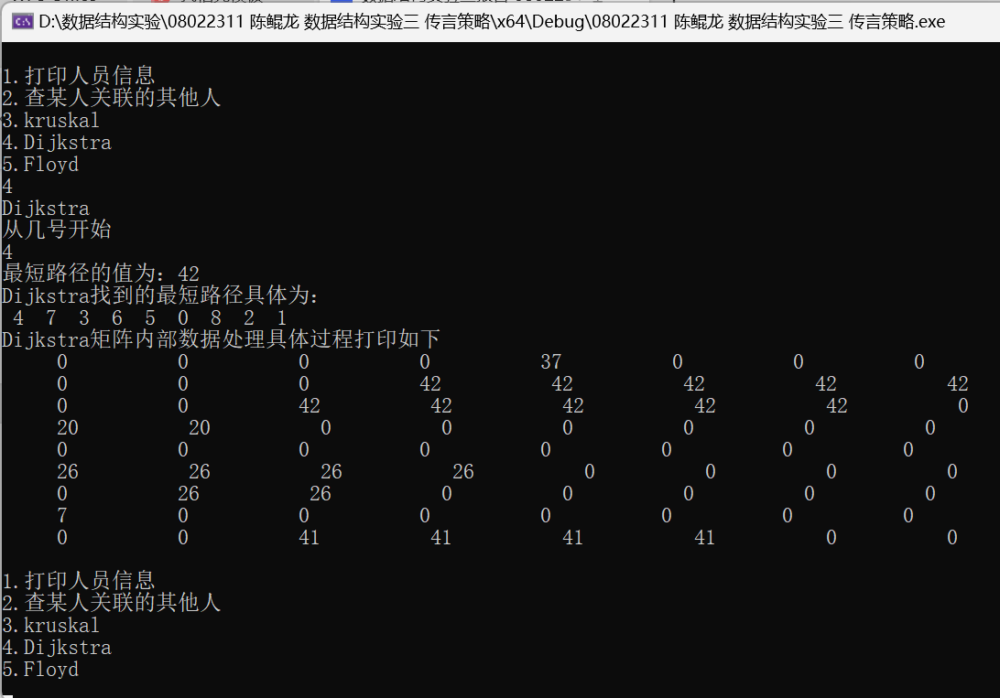 D:\数据结构实验\08022311 陈鲲龙 数据结构实验三 传言策略\x64\Debug\08022311 陈鲲龙 数据结构实验三 传言策略.exe
1.打印人员信息
2.查某人关联的其他人
3.kruskal
4.Dijkstra
5.Floyd
4
Dijkstra
从几号开始
4
最短路径的值为：42
Dijkstra找到的最短路径具体为：
4 7 3 6 5 0 8 2 1
Dijkstra矩阵内部数据处理具体过程打印如下
0 0 0 0 37 0 0 0
0 0 0 42 42 42 42 42
0 0 42 42 42 42 42 0
20 20 0 0 0 0 0 0
0 0 0 0 0 0 0 0
26 26 26 26 0 0 0 0
0 26 26 0 0 0 0 0
7 0 0 0 0 0 0 0
0 0 41 41 41 41 0 0
1.打印人员信息
2.查某人关联的其他人
3.kruskal
4.Dijkstra
5.Floyd